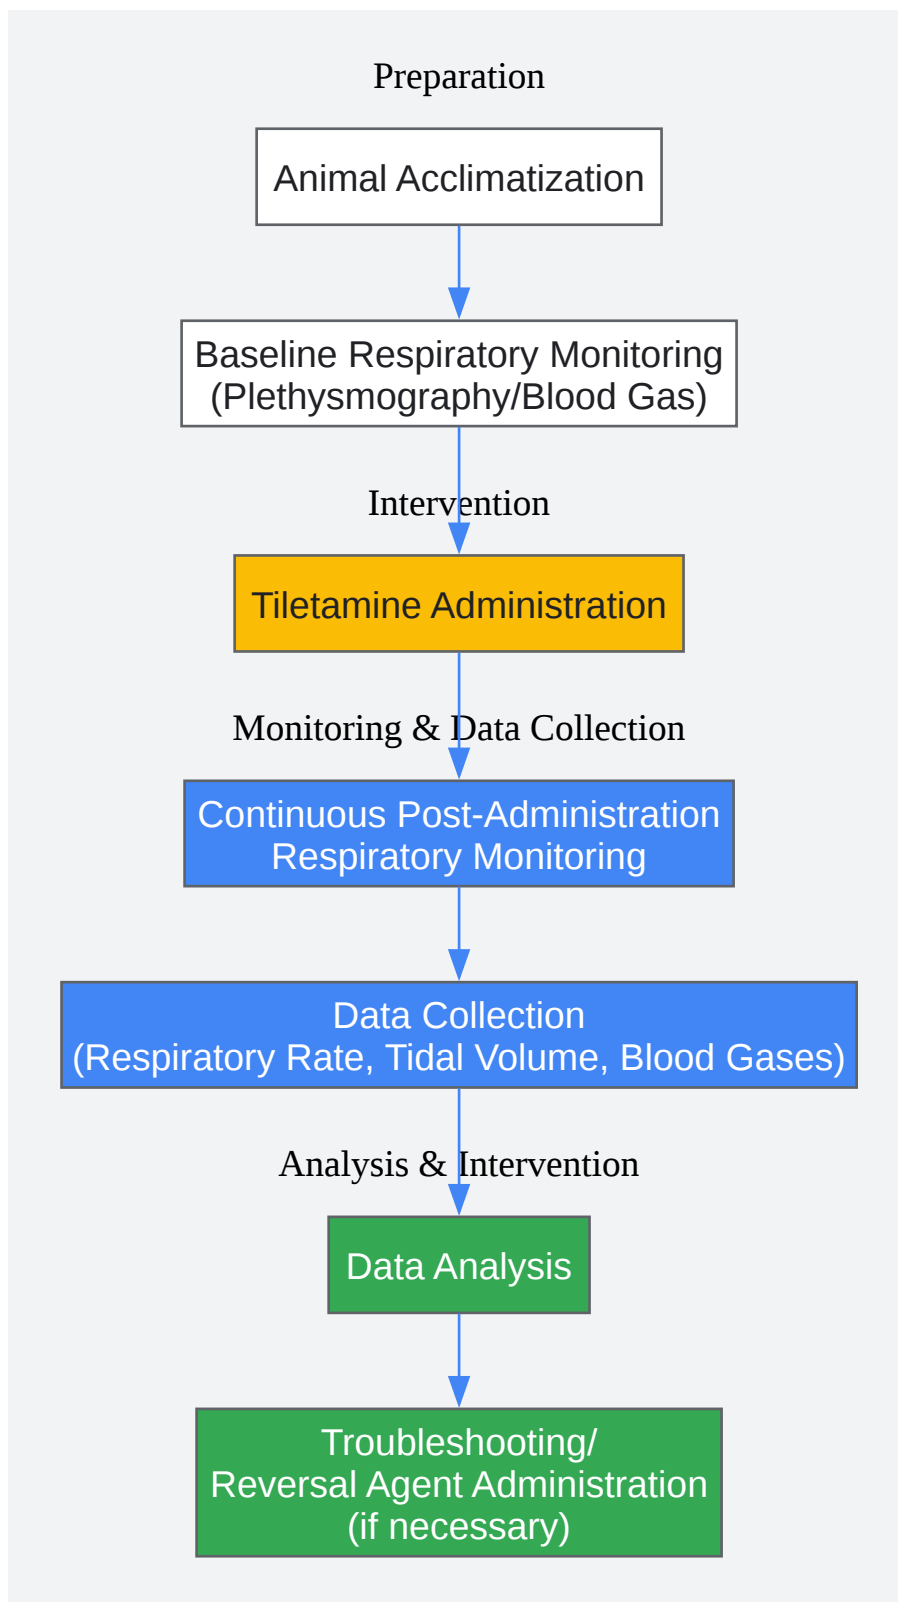 Preparation
Animal Acclimatization
Baseline Respiratory Monitoring
(Plethysmography/Blood Gas)
Intervention
Tiletamine Administration
Monitoring & Data Collection
Continuous Post-Administration
Respiratory Monitoring
Data Collection
(Respiratory Rate, Tidal Volume, Blood Gases)
Analysis & Intervention
Data Analysis
Troubleshooting/
Reversal Agent Administration
(if necessary)